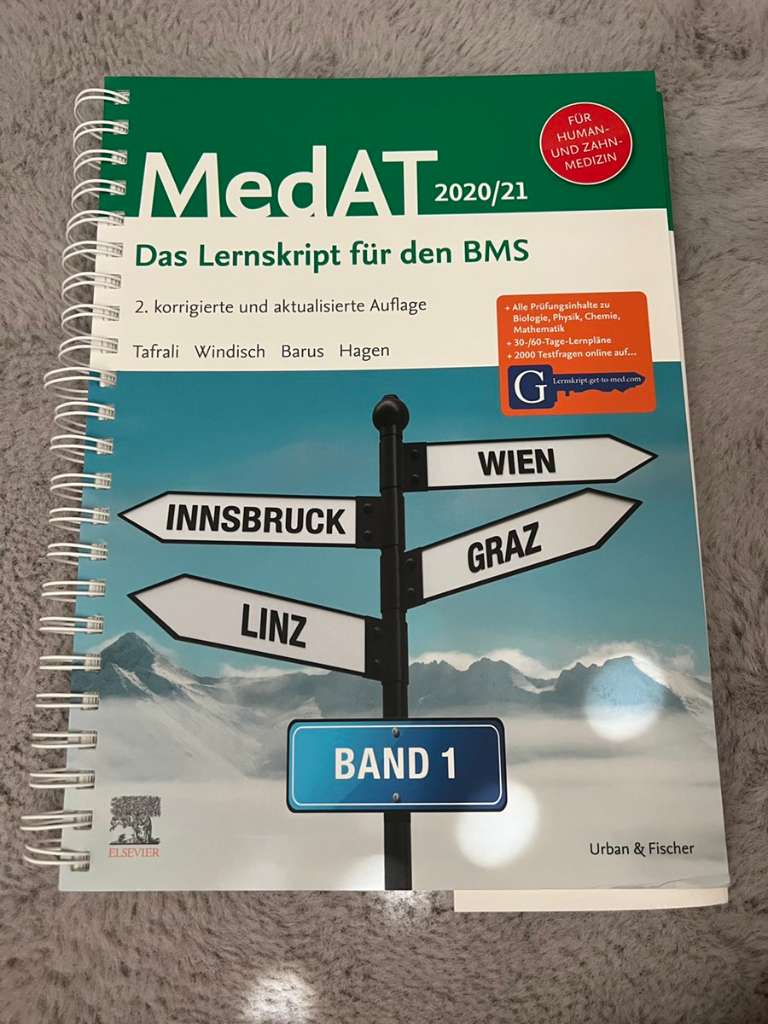 FÜR
HUMAN-
UND ZAHN-
MEDIZIN
MedAT 2020/21
Das Lernskript für den BMS
2. korrigierte und aktualisierte Auflage
Tafrali Windisch Barus Hagen
+ Alle Prüfungsinhalte zu
Biologie, Physik, Chemie,
Mathematik
+ 30-/60-Tage-Lernpläne
+ 2000 Testfragen online auf...
G Lernskript.get-to-med.com
WIEN
INNSBRUCK
GRAZ
LINZ
BAND 1
ELSEVIER
Urban & Fischer